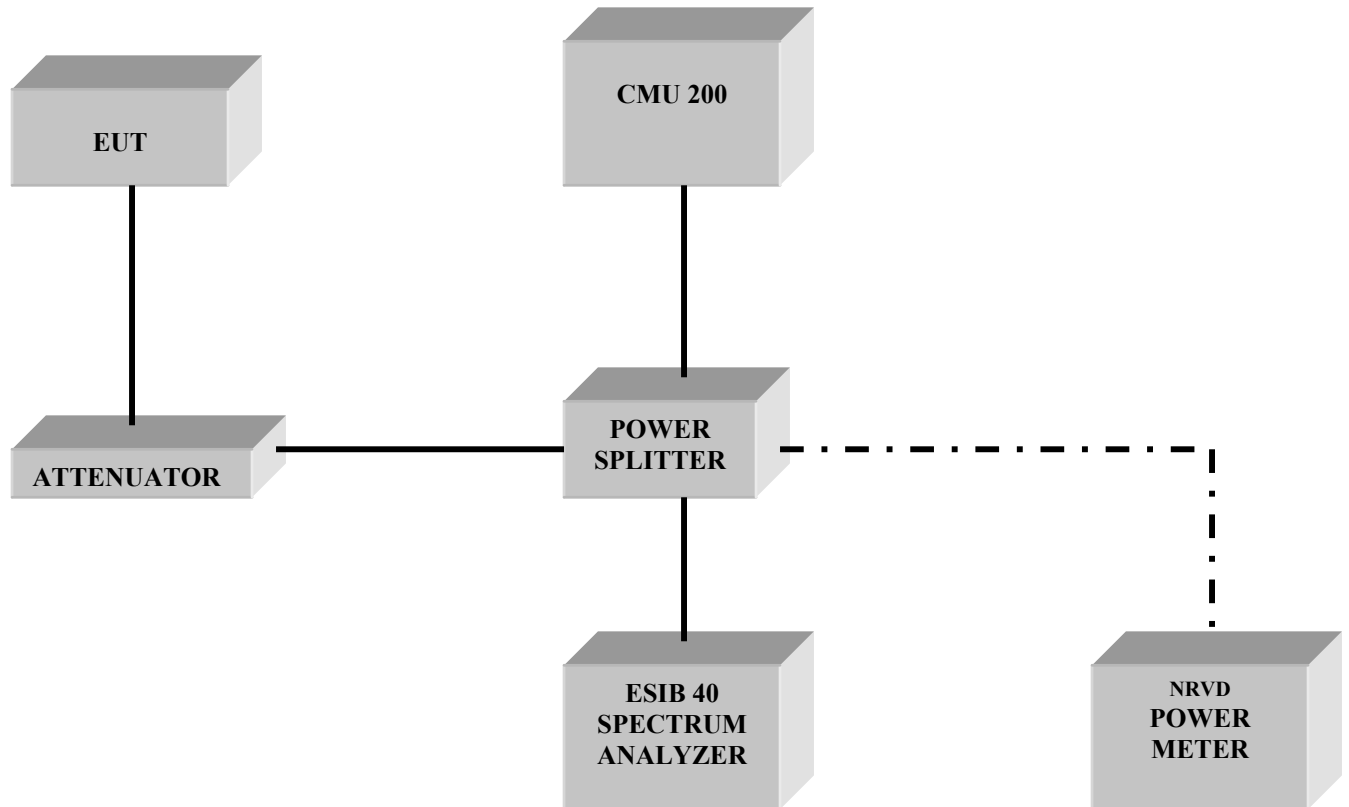 EUT
CMU 200
ATTENUATOR
POWER
SPLITTER
ESIB 40
SPECTRUM
ANALYZER
NRVD
POWER
METER